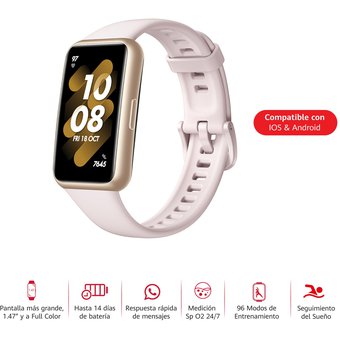 97
10
08
FRI 18 OCT
7645
Compatible con
IOS & Android
Pantalla más grande,
1.47" y a Full Color
Hasta 14 días
de batería
Respuesta rápida
de mensajes
Medición
Sp O2 24/7
96 Modos de
Entrenamiento
Seguimiento
del Sueño